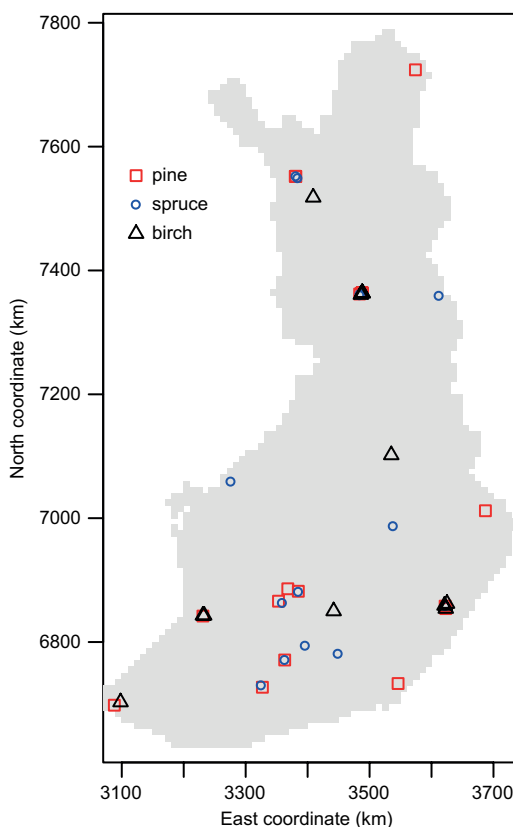 7800
7600
7400
7200
7000
6800
North coordinate (km)
pine
spruce
birch
3100
3300
3500
3700
East coordinate (km)